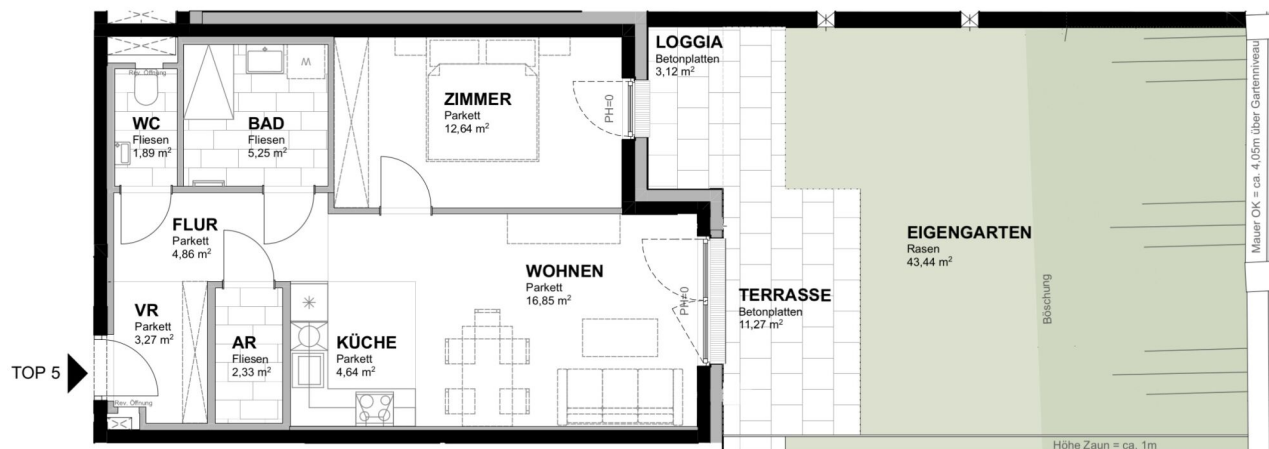 LOGGIA
Betonplatten
3,12 m²
Rev. Öffnung
W
WC
Fliesen
1,89 m²
BAD
Fliesen
5,25 m²
ZIMMER
Parkett
12,64 m²
PH=0
Mauer OK = ca. 4,05m über Gartenniveau
FLUR
Parkett
4,86 m²
EIGENGARTEN
Rasen
43,44 m²
WOHNEN
Parkett
16,85 m²
PH=0
TERRASSE
Betonplatten
11,27 m²
Böschung
VR
Parkett
3,27 m²
AR
Fliesen
2,33 m²
KÜCHE
Parkett
4,64 m²
TOP 5
Rev. Öffnung
Höhe Zaun = ca. 1m